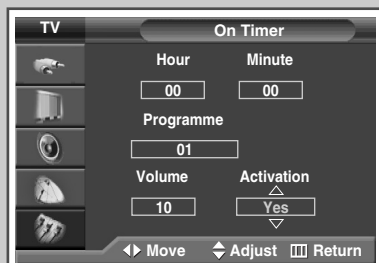 TV
On Timer
Hour Minute
00 00
Programme
01
Volume Activation
10 Yes
Move Adjust Return